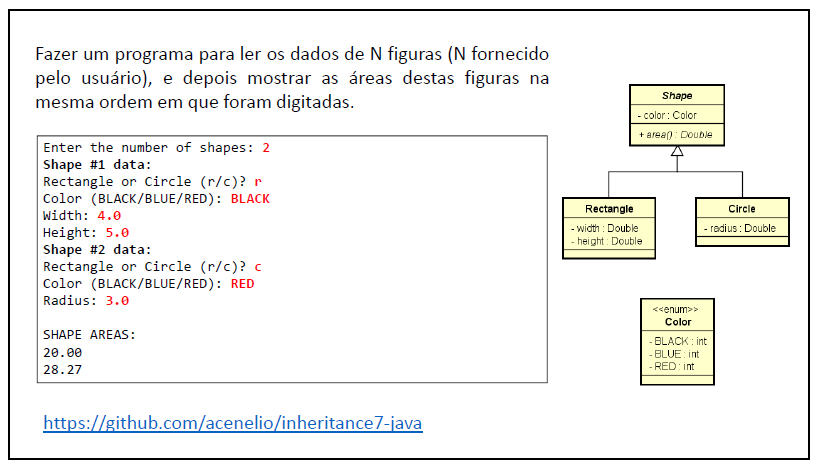 Fazer um programa para ler os dados de N figuras (N fornecido
pelo usuário), e depois mostrar as áreas destas figuras na
mesma ordem em que foram digitadas.
Enter the number of shapes: 2
Shape #1 data:
Rectangle or Circle (r/c)? r
Color (BLACK/BLUE/RED): BLACK
Width: 4.0
Height: 5.0
Shape #2 data:
Rectangle or Circle (r/c)? c
Color (BLACK/BLUE/RED): RED
Radius: 3.0
SHAPE AREAS:
20.00
28.27
https://github.com/acenelio/inheritance7-java
Shape
- color : Color
+ area() : Double
Rectangle
- width : Double
- height : Double
Circle
- radius : Double
<<enum>>
Color
- BLACK : int
- BLUE : int
- RED : int